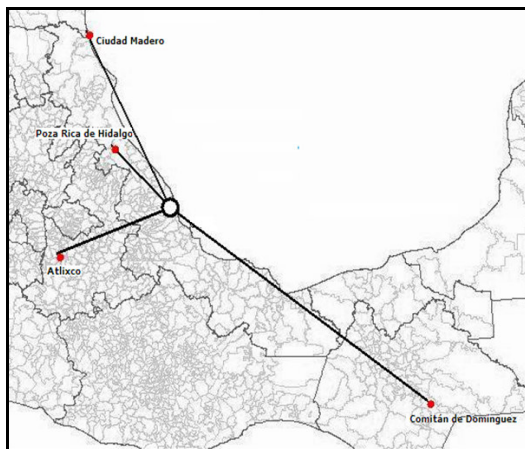 Ciudad Madero
Poza Rica de Hidalgo
Atlixco
Comitán de Domínguez